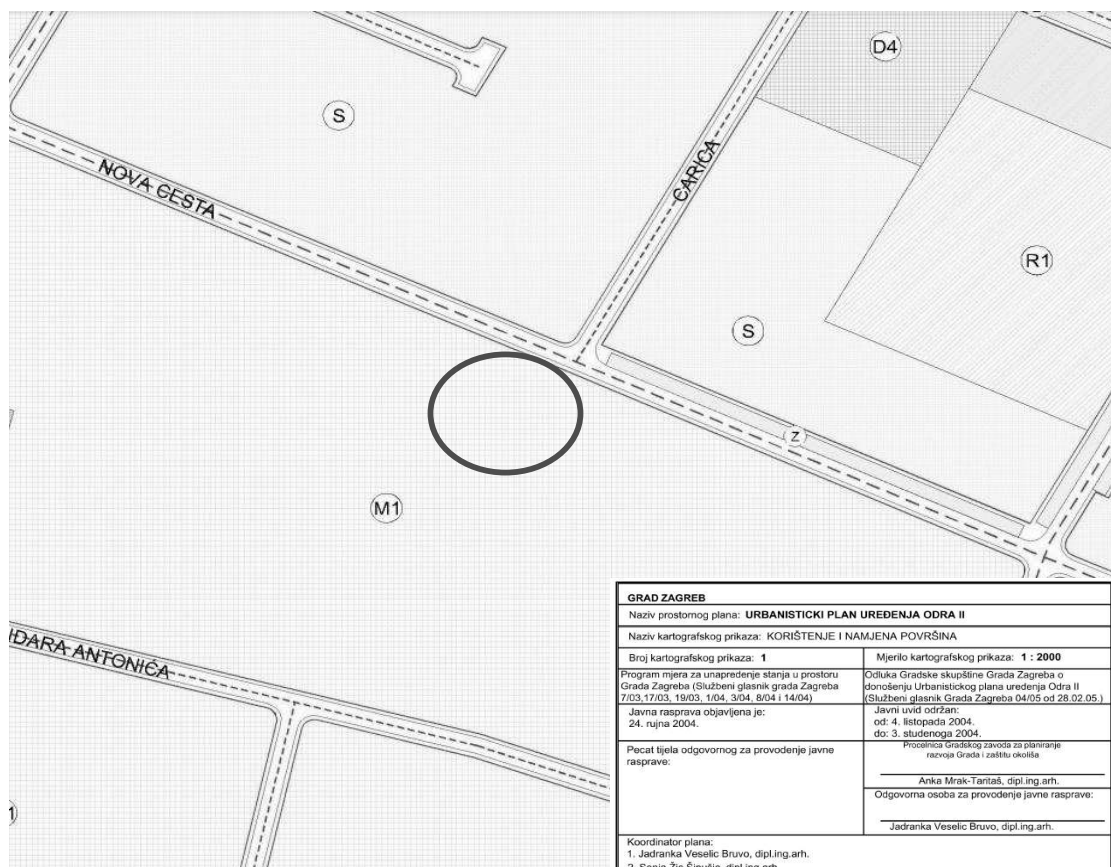 D4
S
NOVA CESTA
CARICA
R1
S
Z
M1
DARA ANTONIĆA
1
GRAD ZAGREB
Naziv prostornog plana: URBANISTICKI PLAN UREĐENJA ODRA II
Naziv kartografskog prikaza: KORIŠTENJE I NAMJENA POVRŠINA
Broj kartografskog prikaza: 1
Mjerilo kartografskog prikaza: 1 : 2000
Program mjera za unapredenje stanja u prostoru
Grada Zagreba (Službeni glasnik grada Zagreba
7/03,17/03, 19/03, 1/04, 3/04, 8/04 i 14/04)
Odluka Gradske skupštine Grada Zagreba o
donošenju Urbanistickog plana uredenja Odra II
(Službeni glasnik Grada Zagreba 04/05 od 28.02.05.)
Javna rasprava objavljena je:
24. rujna 2004.
Javni uvid održan:
od: 4. listopada 2004.
do: 3. studenoga 2004.
Pecat tijela odgovornog za provodenje javne
rasprave:
Procelnica Gradskog zavoda za planiranje
razvoja Grada i zaštitu okoliša
Anka Mrak-Taritaš, dipl.ing.arh.
Odgovorna osoba za provodenje javne rasprave:
Jadranka Veselic Bruvo, dipl.ing.arh.
Koordinator plana:
1. Jadranka Veselic Bruvo, dipl.ing.arh.